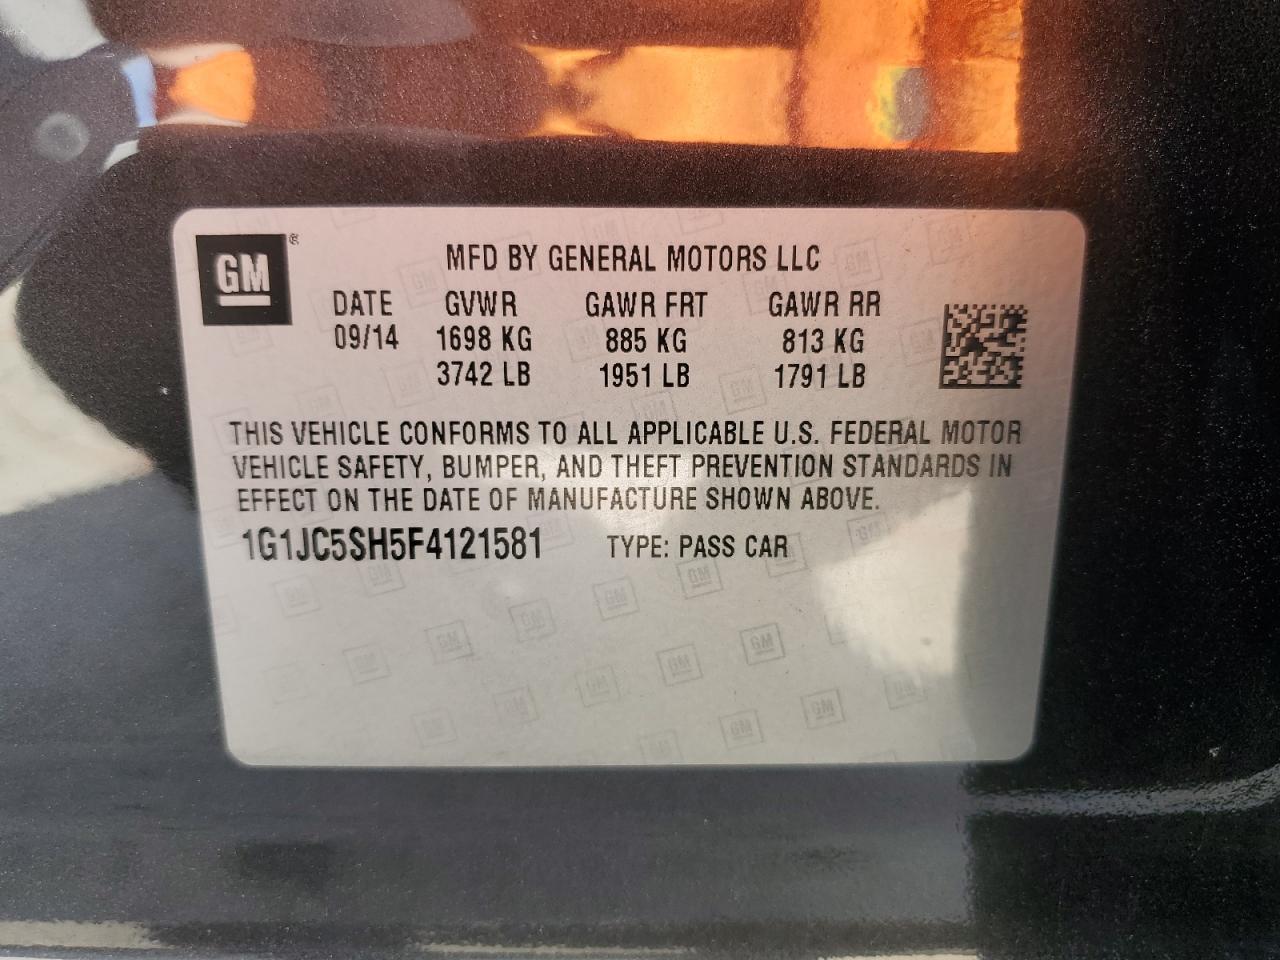 GM ®
MFD BY GENERAL MOTORS LLC
DATE GVWR GAWR FRT GAWR RR
09/14 1698 KG 885 KG 813 KG
3742 LB 1951 LB 1791 LB
THIS VEHICLE CONFORMS TO ALL APPLICABLE U.S. FEDERAL MOTOR
VEHICLE SAFETY, BUMPER, AND THEFT PREVENTION STANDARDS IN
EFFECT ON THE DATE OF MANUFACTURE SHOWN ABOVE.
1G1JC5SH5F4121581 TYPE: PASS CAR